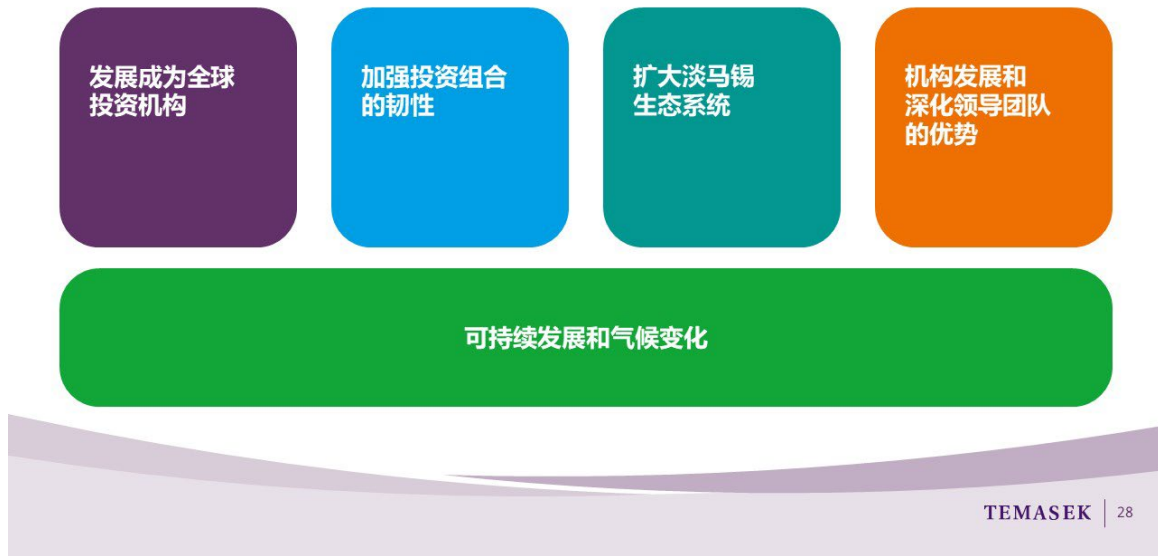 发展成为全球
投资机构
加强投资组合
的韧性
扩大淡马锡
生态系统
机构发展和
深化领导团队
的优势
可持续发展和气候变化
TEMASEK 28